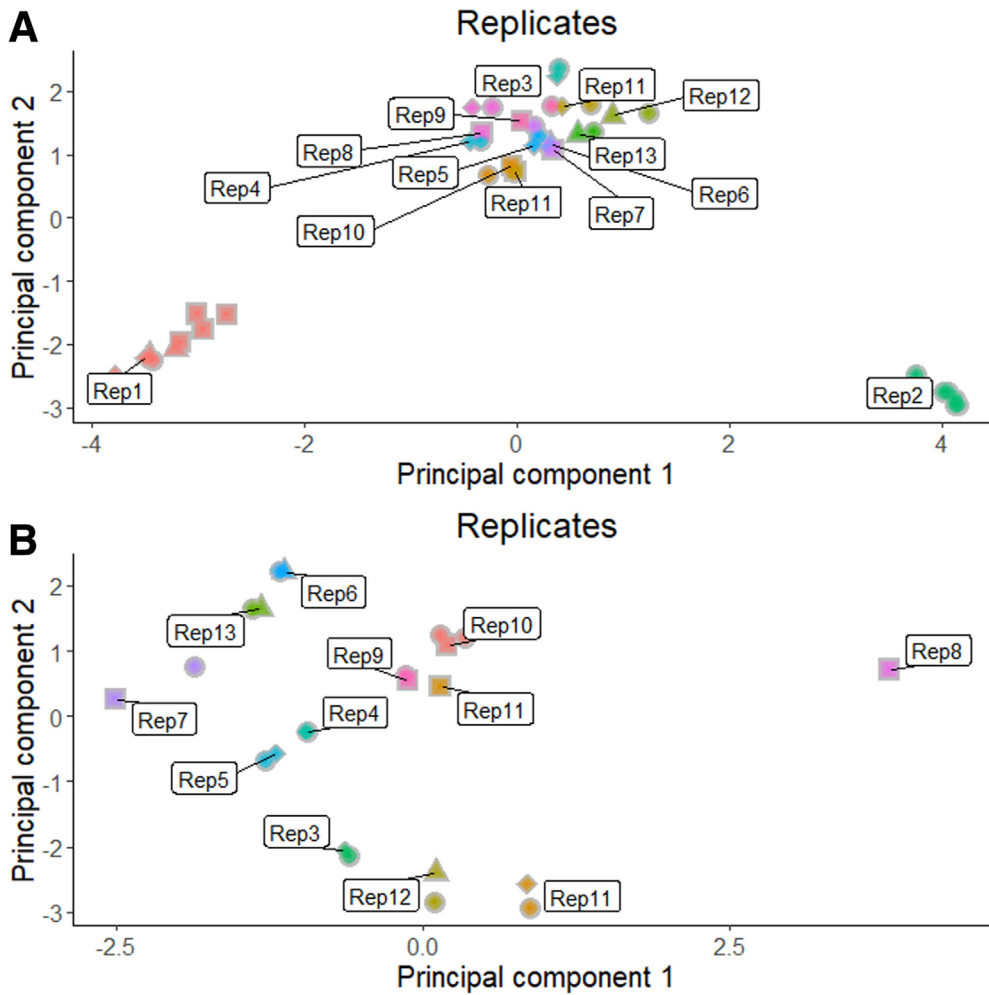 A
Replicates
Principal component 2
2
1
0
-1
-2
-3
Rep3
Rep11
Rep12
Rep9
Rep8
Rep13
Rep4
Rep5
Rep6
Rep11
Rep7
Rep10
Rep1
Rep2
-4
-2
0
2
4
Principal component 1
B
Replicates
Principal component 2
2
1
0
-1
-2
-3
Rep6
Rep13
Rep10
Rep9
Rep8
Rep7
Rep4
Rep11
Rep5
Rep3
Rep12
Rep11
-2.5
0.0
2.5
Principal component 1